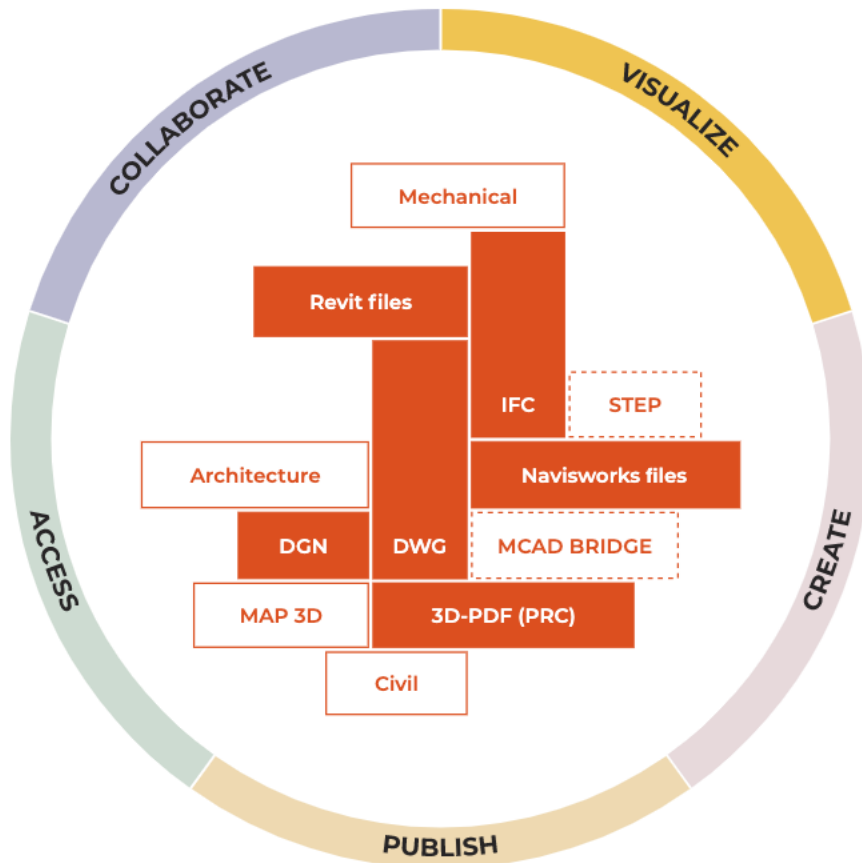 COLLABORATE
VISUALIZE
Mechanical
Revit files
IFC
STEP
Architecture
Navisworks files
DGN
DWG
MCAD BRIDGE
MAP 3D
3D-PDF (PRC)
Civil
ACCESS
CREATE
PUBLISH